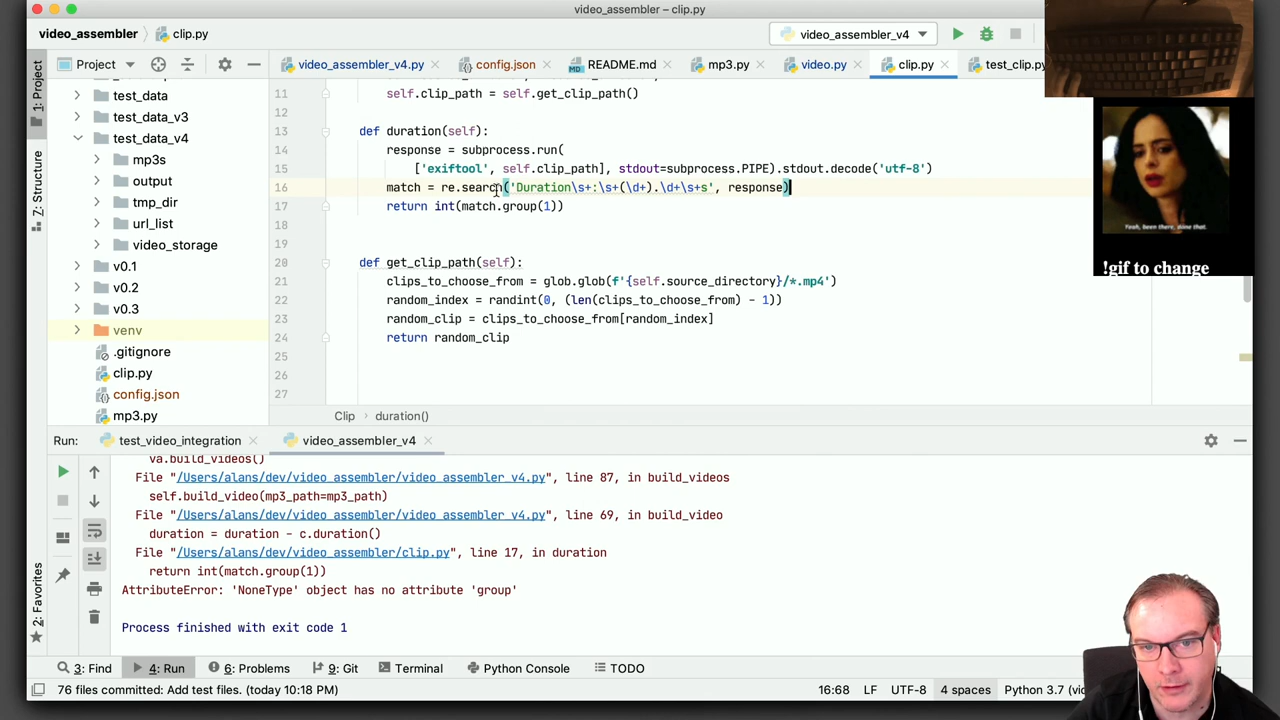 video_assembler – clip.py
video_assembler
clip.py
video_assembler_v4
1: Project
Project
video_assembler_v4.py
config.json
README.md
mp3.py
video.py
clip.py
test_clip.py
test_data
test_data_v3
test_data_v4
mp3s
output
tmp_dir
url_list
video_storage
v0.1
v0.2
v0.3
venv
.gitignore
clip.py
config.json
mp3.py
Z: Structure
11 self.clip_path = self.get_clip_path()
12
13 def duration(self):
14 response = subprocess.run(
15 ['exiftool', self.clip_path], stdout=subprocess.PIPE).stdout.decode('utf-8')
16 match = re.search('Duration\s+:\s+(\d+).\d+\s+s', response)
17 return int(match.group(1))
18
19
20 def get_clip_path(self):
21 clips_to_choose_from = glob.glob(f'{self.source_directory}/*.mp4')
22 random_index = randint(0, (len(clips_to_choose_from) - 1))
23 random_clip = clips_to_choose_from[random_index]
24 return random_clip
25
26
27
Clip
duration()
Yeah, been there, done that.
!gif to change
Run:
test_video_integration
video_assembler_v4
va.build_videos()
File "/Users/alans/dev/video_assembler/video_assembler_v4.py", line 87, in build_videos
self.build_video(mp3_path=mp3_path)
File "/Users/alans/dev/video_assembler/video_assembler_v4.py", line 69, in build_video
duration = duration - c.duration()
File "/Users/alans/dev/video_assembler/clip.py", line 17, in duration
return int(match.group(1))
AttributeError: 'NoneType' object has no attribute 'group'
Process finished with exit code 1
2: Favorites
3: Find
4: Run
6: Problems
9: Git
Terminal
Python Console
TODO
76 files committed: Add test files. (today 10:18 PM)
16:68
LF
UTF-8
4 spaces
Python 3.7